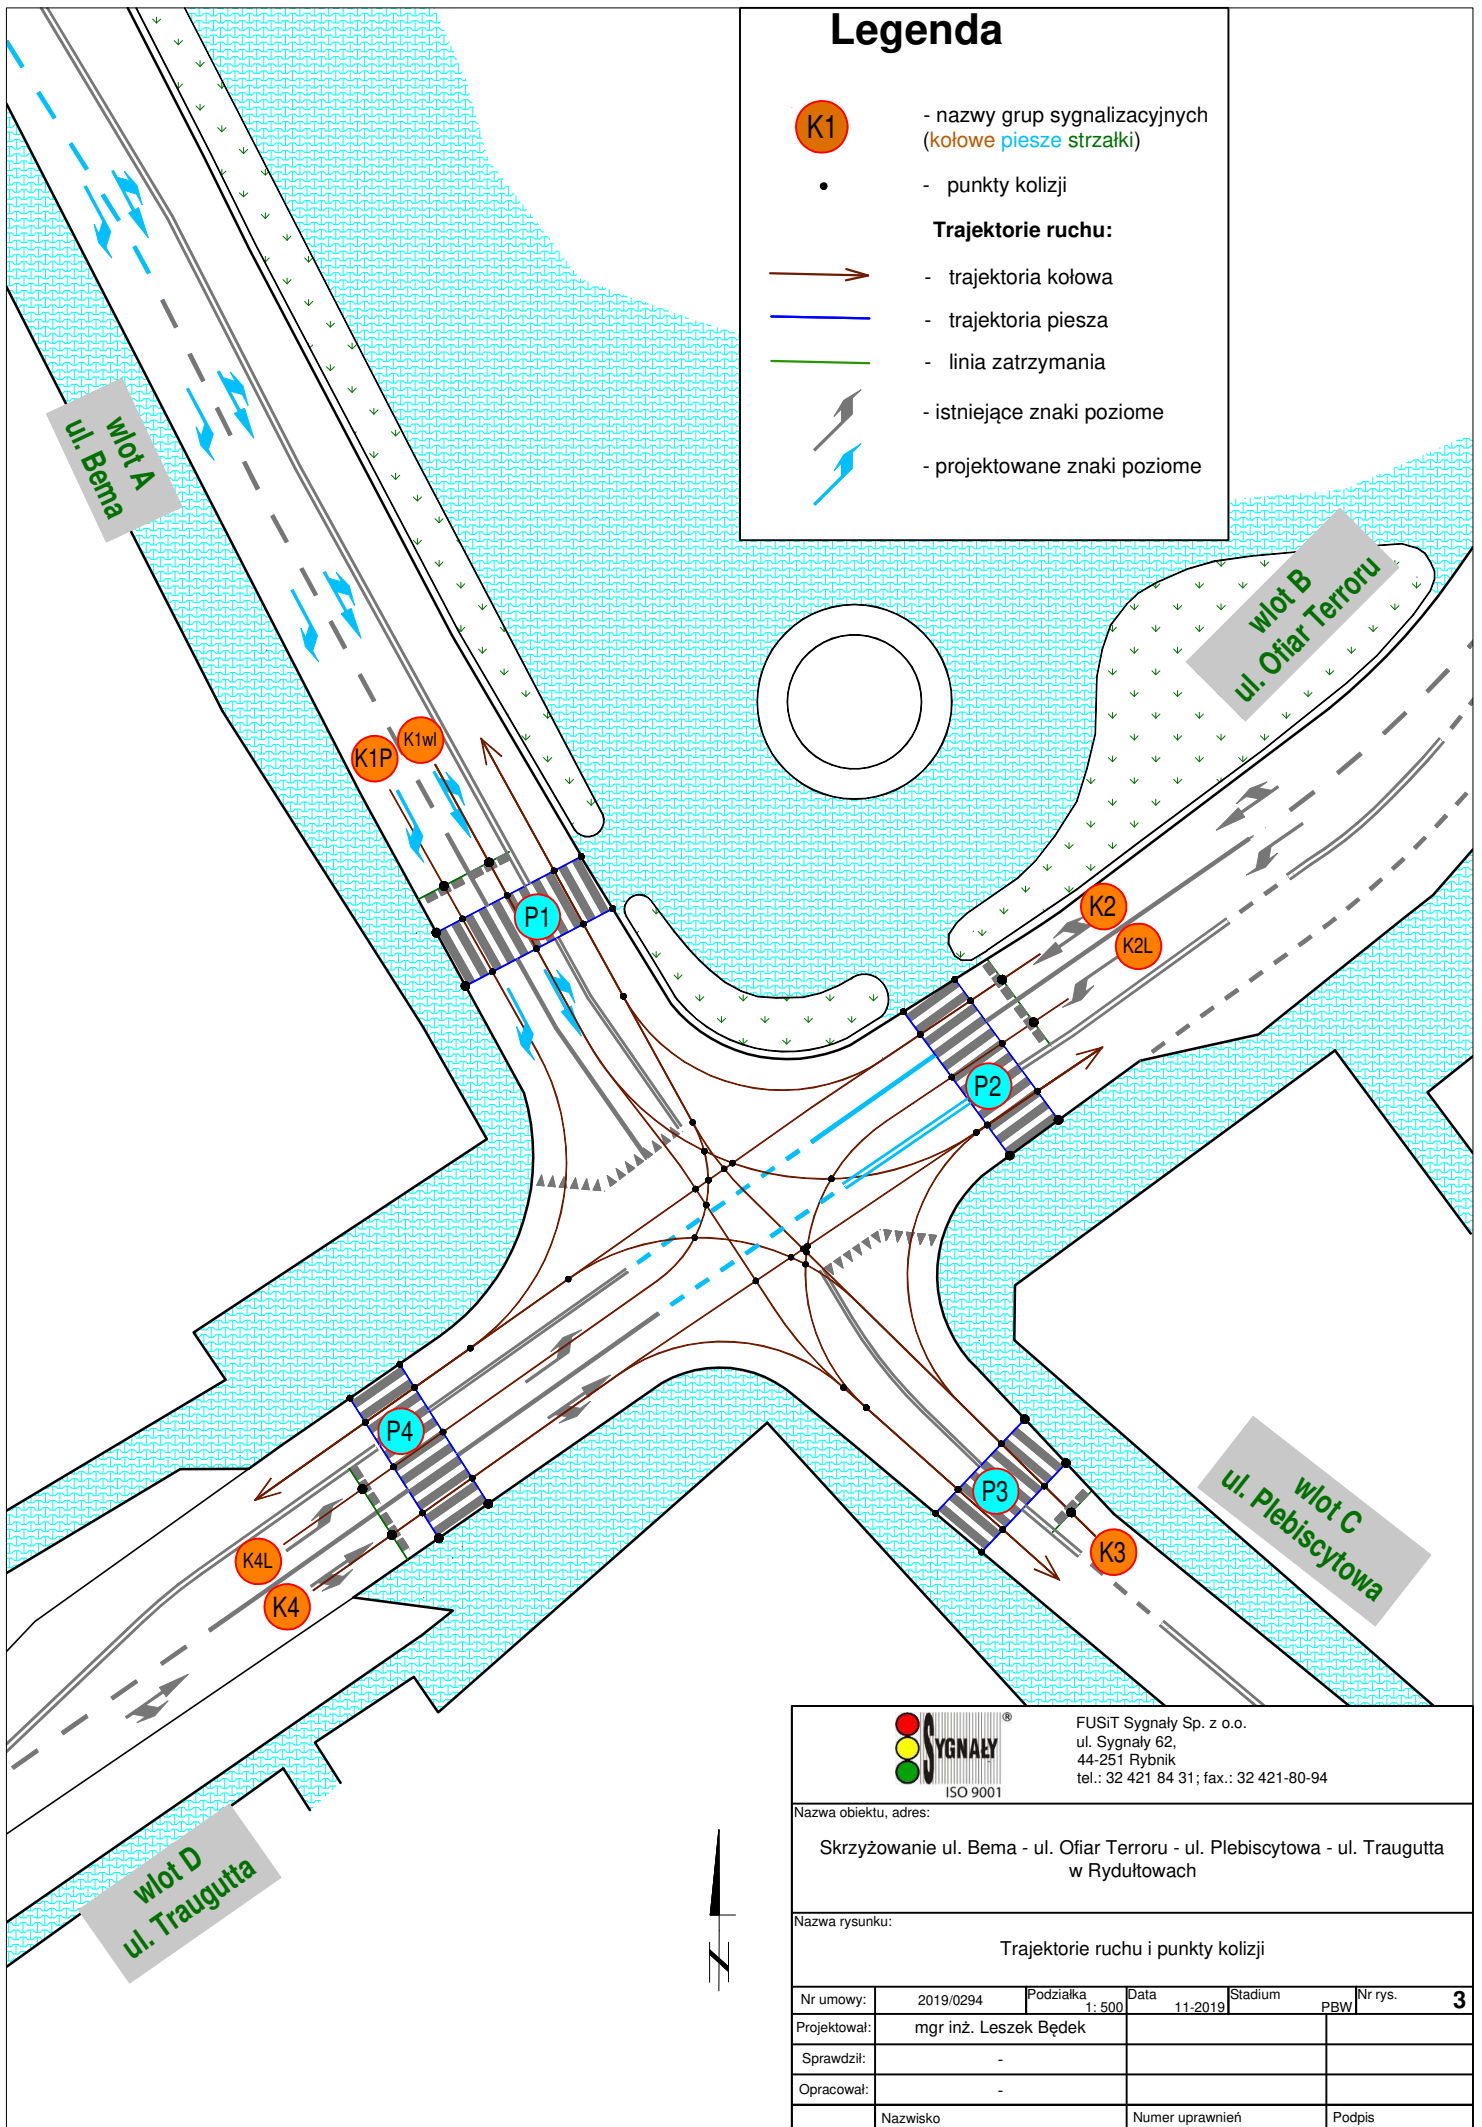 Legenda
K1
- nazwy grup sygnalizacyjnych
(kołowe piesze strzałki)
- punkty kolizji
Trajektorie ruchu:
- trajektoria kołowa
- trajektoria piesza
- linia zatrzymania
- istniejące znaki poziome
- projektowane znaki poziome
wlot A
ul. Bema
wlot B
ul. Ofiar Terroru
K1P
K1wl
P1
K2
K2L
P2
P4
P3
K4L
K4
K3
wlot C
ul. Plebiscytowa
wlot D
ul. Traugutta
N
SYGNAŁY ®
ISO 9001
FUSiT Sygnały Sp. z o.o.
ul. Sygnały 62,
44-251 Rybnik
tel.: 32 421 84 31; fax.: 32 421-80-94
Nazwa obiektu, adres:
Skrzyżowanie ul. Bema - ul. Ofiar Terroru - ul. Plebiscytowa - ul. Traugutta
w Rydułtowach
Nazwa rysunku:
Trajektorie ruchu i punkty kolizji
Nr umowy: 2019/0294 Podziałka 1: 500 Data 11-2019 Stadium PBW Nr rys. 3
Projektował: mgr inż. Leszek Będek
Sprawdził: -
Opracował: -
Nazwisko Numer uprawnień Podpis